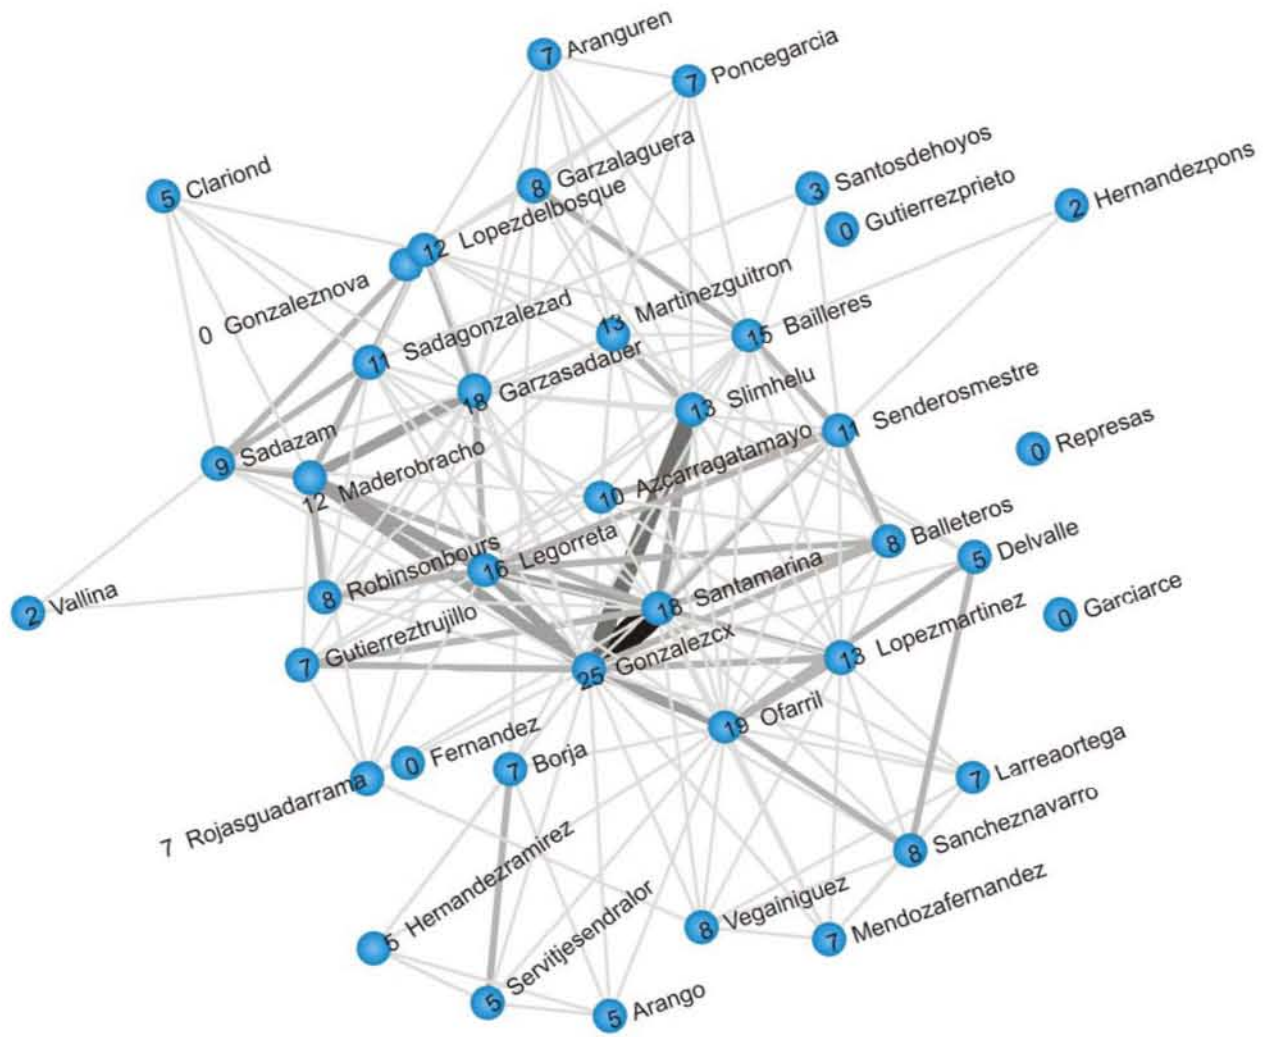 7 Aranguren
7 Poncegarcia
8 Garzalaguera
3 Santosdehoyos
5 Clariond
2 Hernandezpons
0 Gutierrezprieto
12 Lopezdelbosque
0 Gonzaleznova
13 Martinezguitron
15 Bailleres
11 Sadagonzalezad
18 Garzasadaber
13 Slimhelu
11 Senderosmestre
0 Represas
9 Sadazam
12 Maderobracho
10 Azcarragatamayo
8 Balleteros
5 Delvalle
16 Legorreta
8 Robinsonbours
2 Vallina
18 Santamarina
0 Garciarce
7 Gutierreztrujillo
25 Gonzalezcx
13 Lopezmartinez
19 Ofarril
0 Fernandez
7 Borja
7 Rojasguadarrama
7 Larreaortega
8 Sancheznavarro
5 Hernandezramirez
8 Vegainiguez
7 Mendozafernandez
5 Servitjesendralor
5 Arango